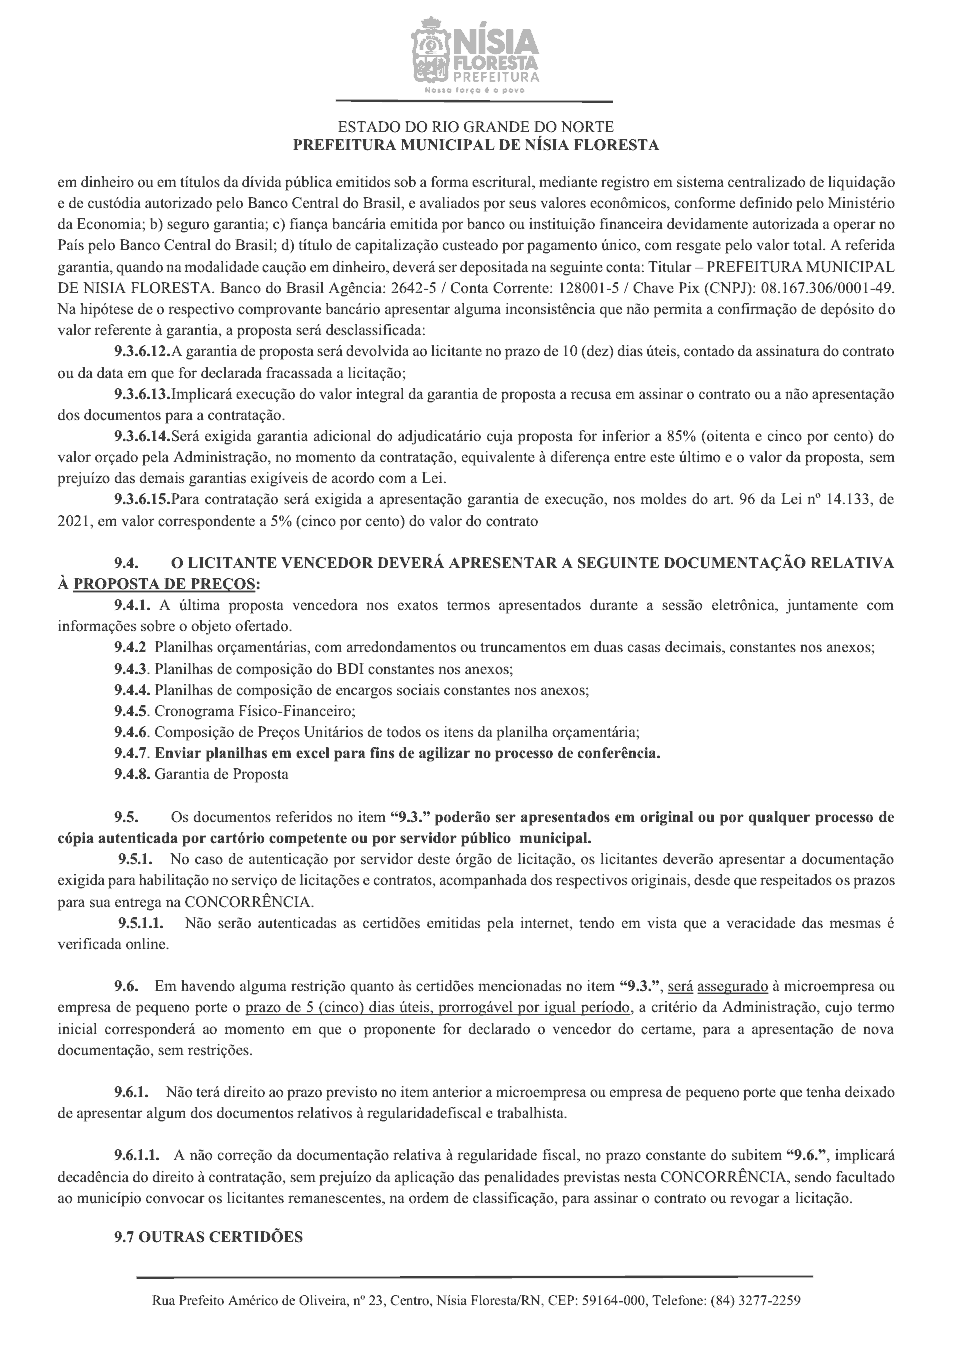 NÍSIA
FLORESTA
PREFEITURA
Nossa força é o povo
ESTADO DO RIO GRANDE DO NORTE
PREFEITURA MUNICIPAL DE NÍSIA FLORESTA
em dinheiro ou em títulos da dívida pública emitidos sob a forma escritural, mediante registro em sistema centralizado de liquidação
e de custódia autorizado pelo Banco Central do Brasil, e avaliados por seus valores econômicos, conforme definido pelo Ministério
da Economia; b) seguro garantia; c) fiança bancária emitida por banco ou instituição financeira devidamente autorizada a operar no
País pelo Banco Central do Brasil; d) título de capitalização custeado por pagamento único, com resgate pelo valor total. A referida
garantia, quando na modalidade caução em dinheiro, deverá ser depositada na seguinte conta: Titular – PREFEITURA MUNICIPAL
DE NISIA FLORESTA. Banco do Brasil Agência: 2642-5 / Conta Corrente: 128001-5 / Chave Pix (CNPJ): 08.167.306/0001-49.
Na hipótese de o respectivo comprovante bancário apresentar alguma inconsistência que não permita a confirmação de depósito do
valor referente à garantia, a proposta será desclassificada:
9.3.6.12.A garantia de proposta será devolvida ao licitante no prazo de 10 (dez) dias úteis, contado da assinatura do contrato
ou da data em que for declarada fracassada a licitação;
9.3.6.13.Implicará execução do valor integral da garantia de proposta a recusa em assinar o contrato ou a não apresentação
dos documentos para a contratação.
9.3.6.14.Será exigida garantia adicional do adjudicatário cuja proposta for inferior a 85% (oitenta e cinco por cento) do
valor orçado pela Administração, no momento da contratação, equivalente à diferença entre este último e o valor da proposta, sem
prejuízo das demais garantias exigíveis de acordo com a Lei.
9.3.6.15.Para contratação será exigida a apresentação garantia de execução, nos moldes do art. 96 da Lei nº 14.133, de
2021, em valor correspondente a 5% (cinco por cento) do valor do contrato
9.4. O LICITANTE VENCEDOR DEVERÁ APRESENTAR A SEGUINTE DOCUMENTAÇÃO RELATIVA
À PROPOSTA DE PREÇOS:
9.4.1. A última proposta vencedora nos exatos termos apresentados durante a sessão eletrônica, juntamente com
informações sobre o objeto ofertado.
9.4.2 Planilhas orçamentárias, com arredondamentos ou truncamentos em duas casas decimais, constantes nos anexos;
9.4.3. Planilhas de composição do BDI constantes nos anexos;
9.4.4. Planilhas de composição de encargos sociais constantes nos anexos;
9.4.5. Cronograma Físico-Financeiro;
9.4.6. Composição de Preços Unitários de todos os itens da planilha orçamentária;
9.4.7. Enviar planilhas em excel para fins de agilizar no processo de conferência.
9.4.8. Garantia de Proposta
9.5. Os documentos referidos no item “9.3.” poderão ser apresentados em original ou por qualquer processo de
cópia autenticada por cartório competente ou por servidor público municipal.
9.5.1. No caso de autenticação por servidor deste órgão de licitação, os licitantes deverão apresentar a documentação
exigida para habilitação no serviço de licitações e contratos, acompanhada dos respectivos originais, desde que respeitados os prazos
para sua entrega na CONCORRÊNCIA.
9.5.1.1. Não serão autenticadas as certidões emitidas pela internet, tendo em vista que a veracidade das mesmas é
verificada online.
9.6. Em havendo alguma restrição quanto às certidões mencionadas no item “9.3.”, será assegurado à microempresa ou
empresa de pequeno porte o prazo de 5 (cinco) dias úteis, prorrogável por igual período, a critério da Administração, cujo termo
inicial corresponderá ao momento em que o proponente for declarado o vencedor do certame, para a apresentação de nova
documentação, sem restrições.
9.6.1. Não terá direito ao prazo previsto no item anterior a microempresa ou empresa de pequeno porte que tenha deixado
de apresentar algum dos documentos relativos à regularidadefiscal e trabalhista.
9.6.1.1. A não correção da documentação relativa à regularidade fiscal, no prazo constante do subitem “9.6.”, implicará
decadência do direito à contratação, sem prejuízo da aplicação das penalidades previstas nesta CONCORRÊNCIA, sendo facultado
ao município convocar os licitantes remanescentes, na ordem de classificação, para assinar o contrato ou revogar a licitação.
9.7 OUTRAS CERTIDÕES
Rua Prefeito Américo de Oliveira, nº 23, Centro, Nísia Floresta/RN, CEP: 59164-000, Telefone: (84) 3277-2259